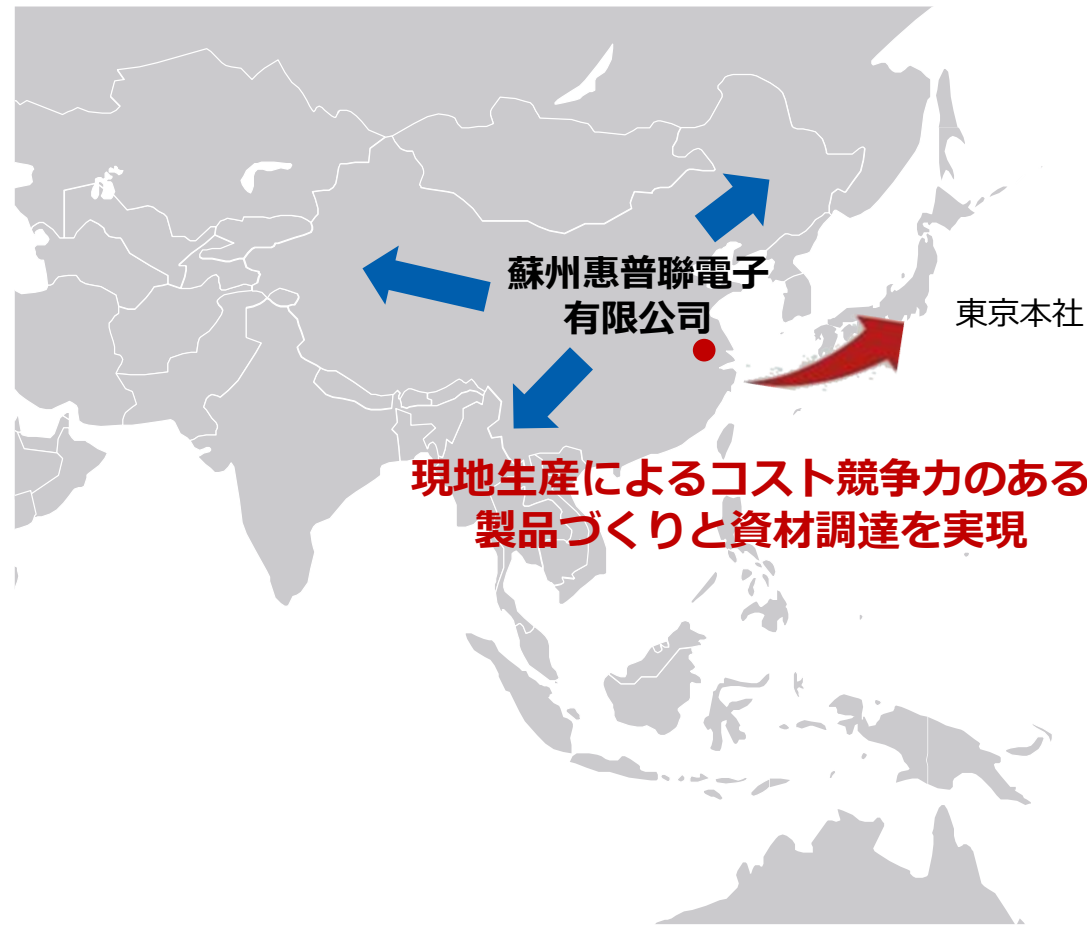 蘇州惠普聯電子
有限公司
東京本社
現地生産によるコスト競争力のある
製品づくりと資材調達を実現